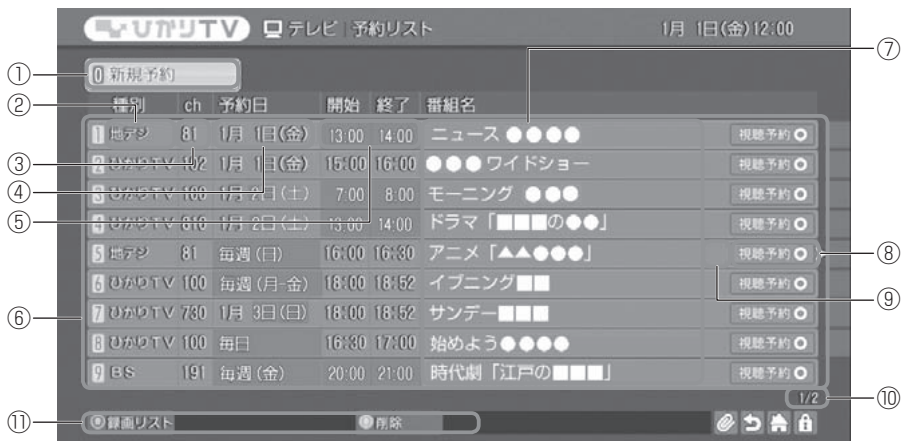 ひかりTV テレビ 予約リスト 1月 1日(金)12:00
⑦
① 0 新規予約
② 種別 ch 予約日 開始 終了 番組名
1 地デジ 81 1月 1日(金) 13:00 14:00 ニュース ●●●● 視聴予約
③ 2 ひかりTV 102 1月 1日(金) 15:00 16:00 ●●● ワイドショー 視聴予約
④ 3 ひかりTV 1月 2日(土) 7:00 8:00 モーニング ●●● 視聴予約
⑤ 4 ひかりTV 1月 2日(土) 13:00 14:00 ドラマ「■■■の●●」 視聴予約
5 地デジ 81 毎週(日) 16:00 16:30 アニメ「▲▲●●●」 視聴予約 ⑧
6 ひかりTV 100 毎週(月-金) 18:00 18:52 イブニング■■ 視聴予約 ⑨
⑥ 7 ひかりTV 730 1月 3日(日) 18:00 18:52 サンデー■■■ 視聴予約
8 ひかりTV 100 毎日 16:30 17:00 始めよう●●●● 視聴予約
9 BS 191 毎週(金) 20:00 21:00 時代劇「江戸の■■■」 視聴予約
1/2 ⑩
⑪ 録画リスト 削除